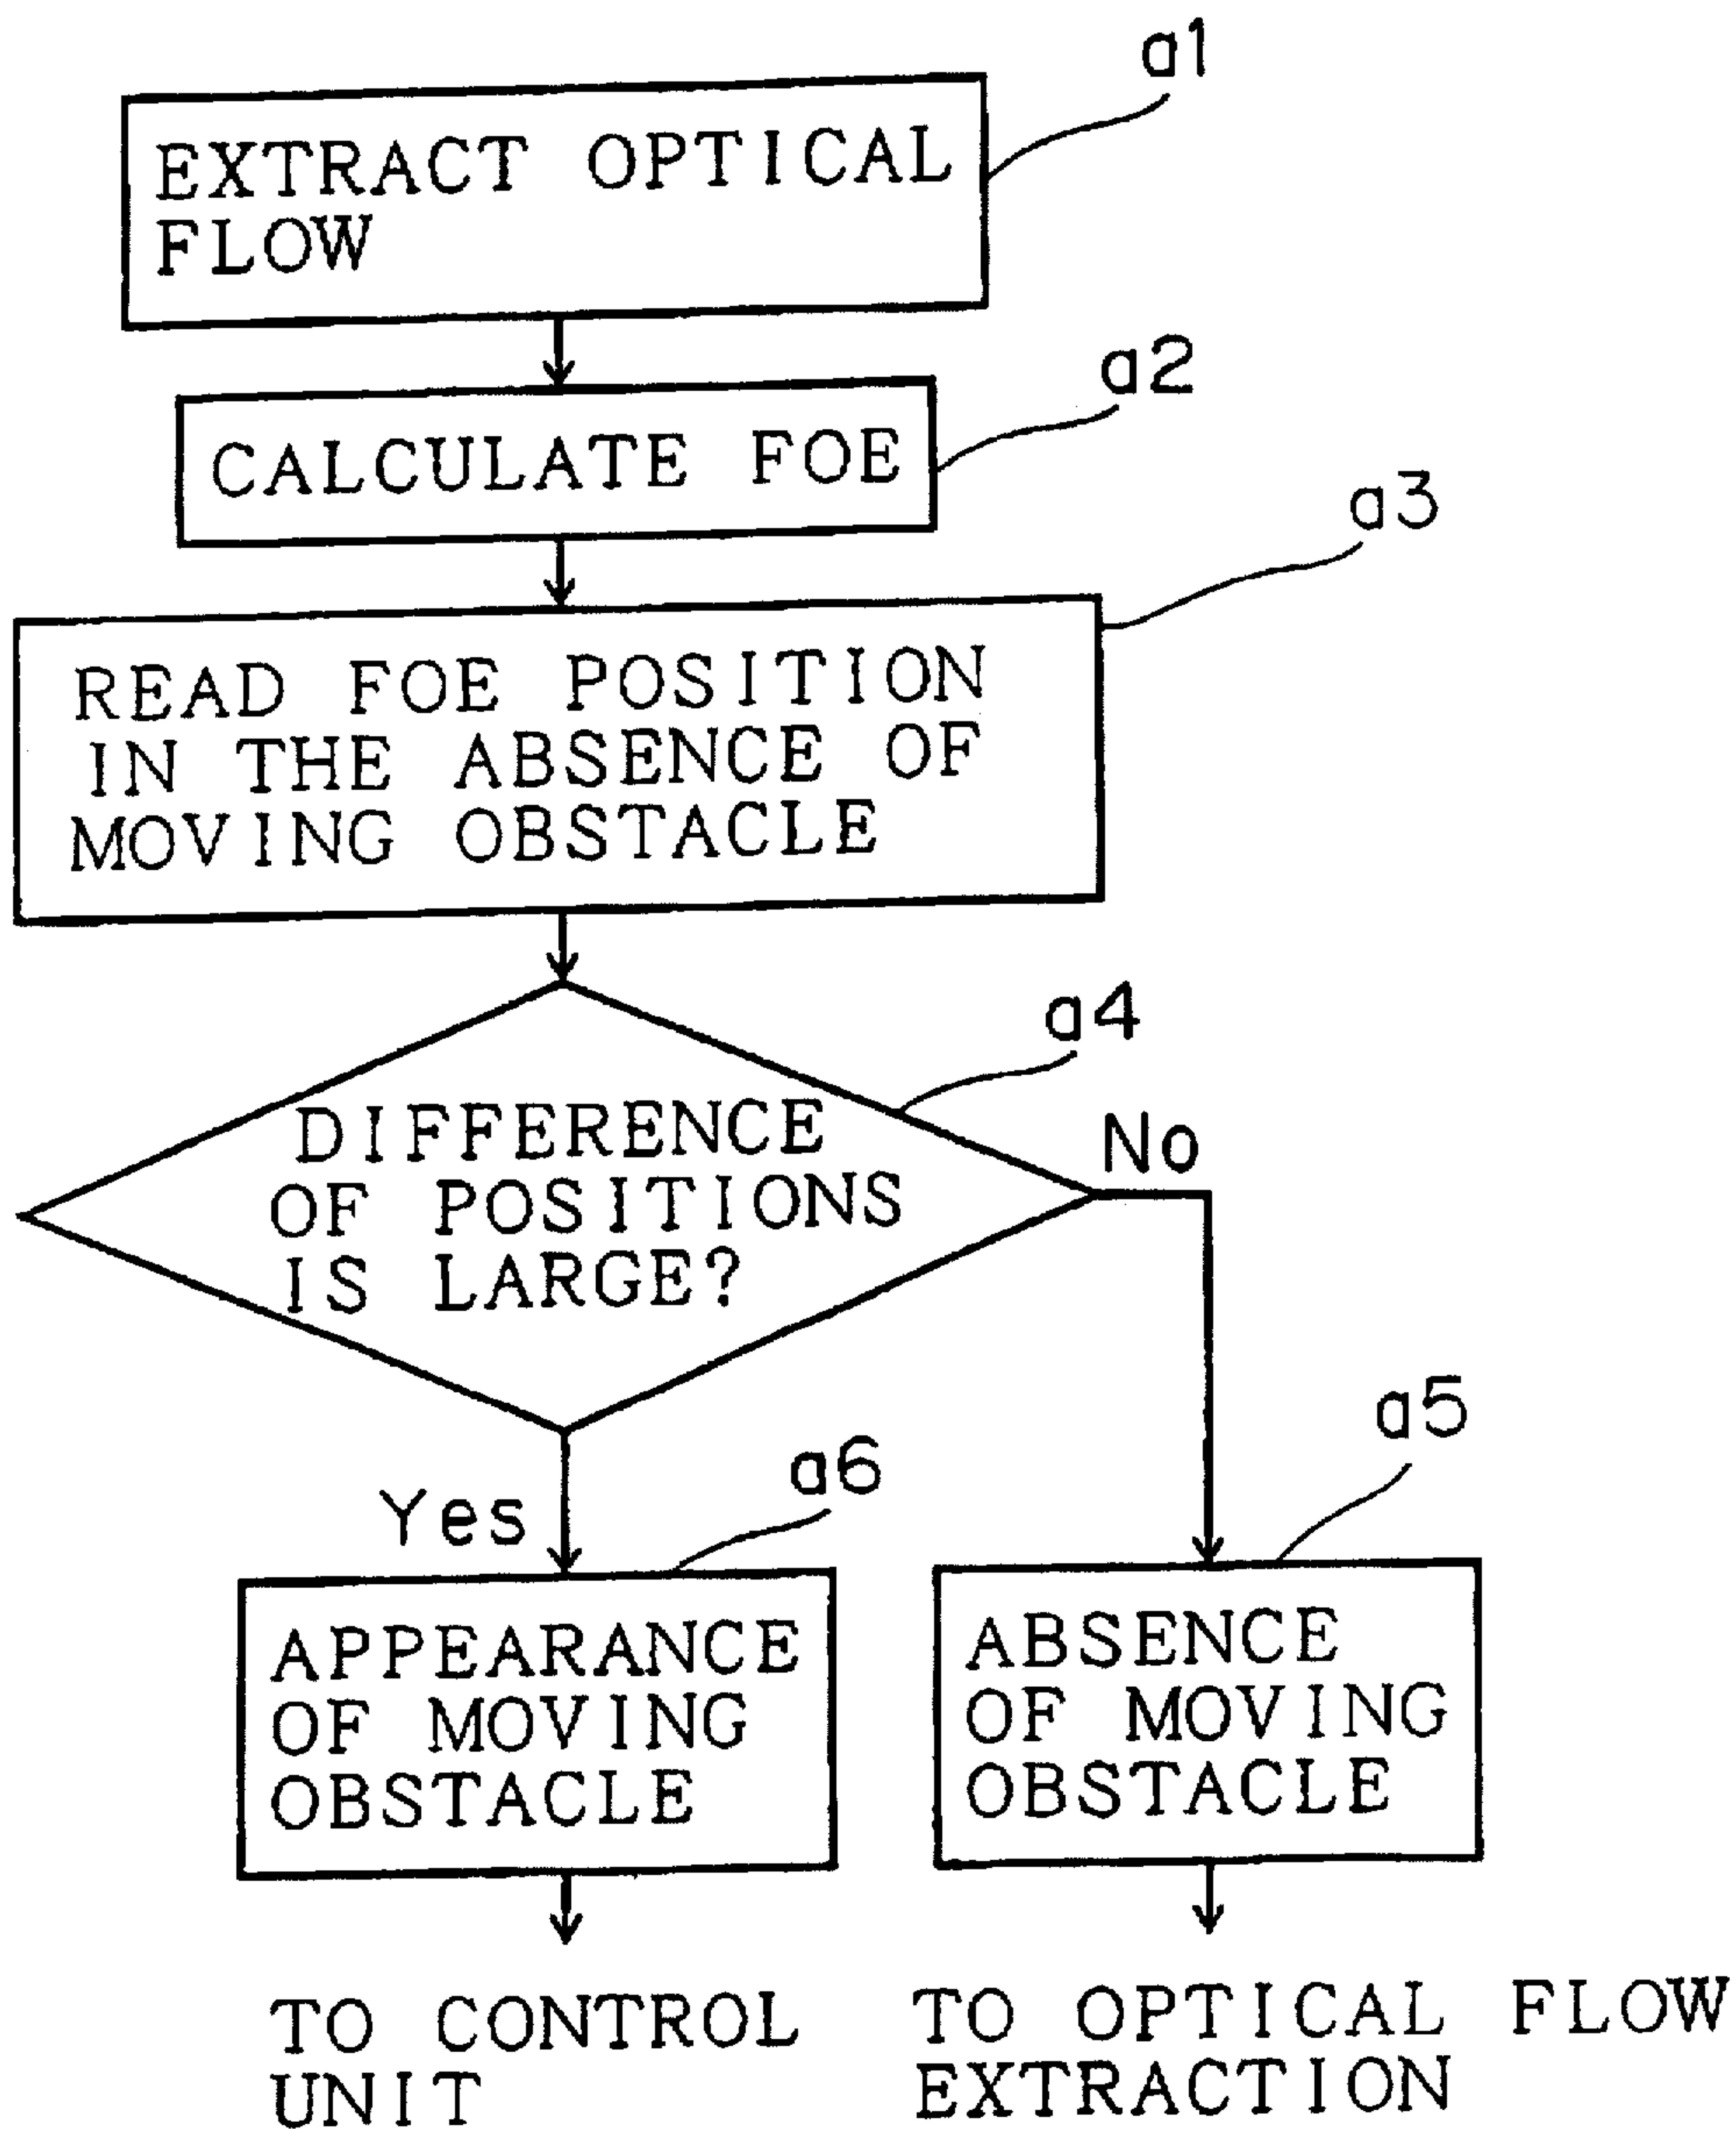 a1
EXTRACT OPTICAL
FLOW
a2
CALCULATE FOE
a3
READ FOE POSITION
IN THE ABSENCE OF
MOVING OBSTACLE
a4
DIFFERENCE
OF POSITIONS
IS LARGE?
No
Yes
a6
a5
APPEARANCE
OF MOVING
OBSTACLE
ABSENCE
OF MOVING
OBSTACLE
TO CONTROL
UNIT
TO OPTICAL FLOW
EXTRACTION